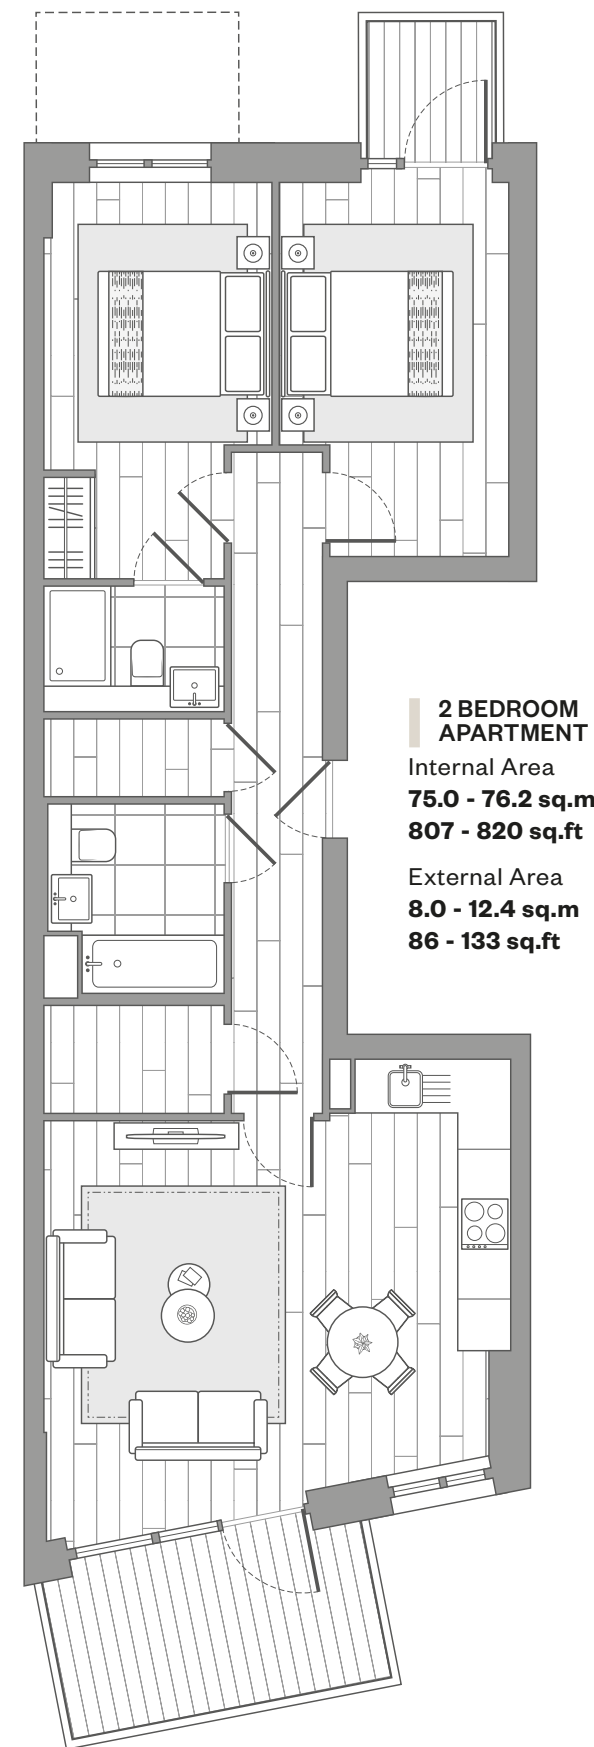 2 BEDROOM
APARTMENT
Internal Area
75.0 - 76.2 sq.m
807 - 820 sq.ft
External Area
8.0 - 12.4 sq.m
86 - 133 sq.ft